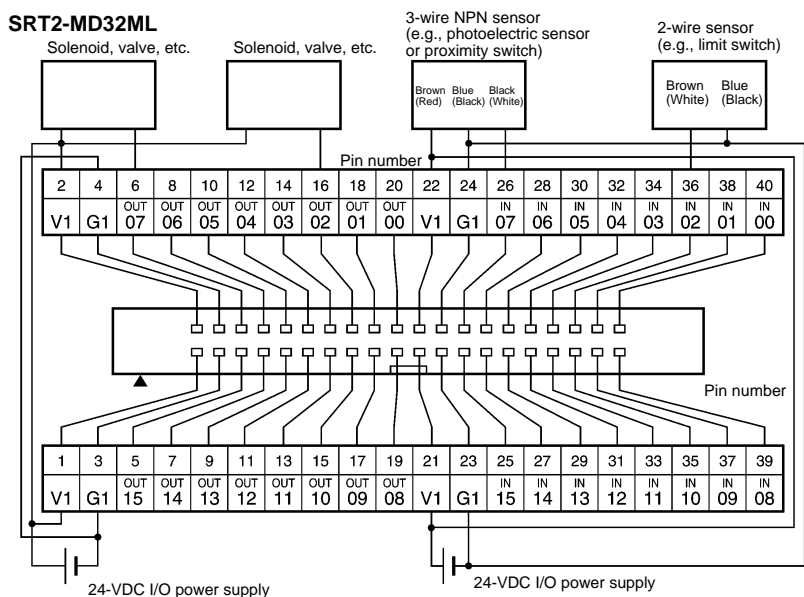 SRT2-MD32ML
Solenoid, valve, etc.
Solenoid, valve, etc.
3-wire NPN sensor
(e.g., photoelectric sensor
or proximity switch)
2-wire sensor
(e.g., limit switch)
Brown Blue Black
(Red) (Black) (White)
Brown Blue
(White) (Black)
Pin number
2 4 6 8 10 12 14 16 18 20 22 24 26 28 30 32 34 36 38 40
OUT OUT OUT OUT OUT OUT OUT OUT IN IN IN IN IN IN IN IN
V1 G1 07 06 05 04 03 02 01 00 V1 G1 07 06 05 04 03 02 01 00
Pin number
1 3 5 7 9 11 13 15 17 19 21 23 25 27 29 31 33 35 37 39
OUT OUT OUT OUT OUT OUT OUT OUT IN IN IN IN IN IN IN IN
V1 G1 15 14 13 12 11 10 09 08 V1 G1 15 14 13 12 11 10 09 08
24-VDC I/O power supply
24-VDC I/O power supply